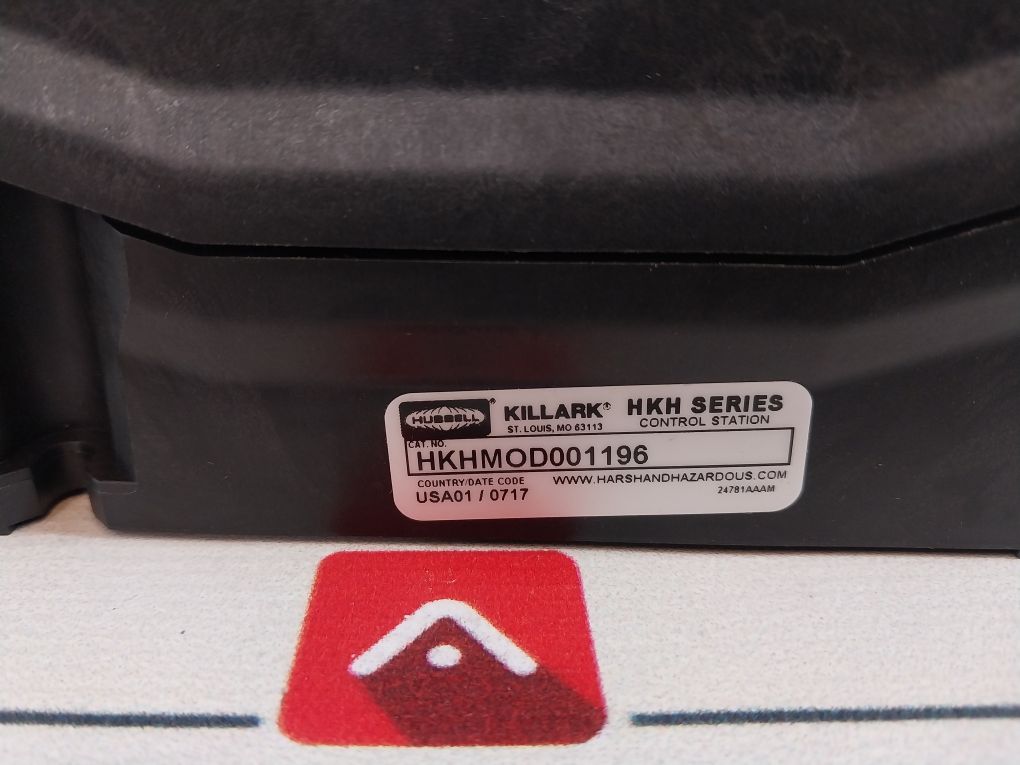 HUBBELL® KILLARK® HKH SERIES
ST. LOUIS, MO 63113 CONTROL STATION
CAT. NO.
HKHMOD001196
COUNTRY/DATE CODE WWW.HARSHANDHAZARDOUS.COM
USA01 / 0717 24781AAAM